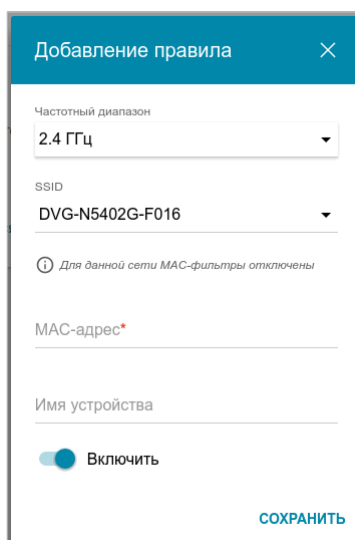 Добавление правила
Частотный диапазон
2.4 ГГц
SSID
DVG-N5402G-F016
Для данной сети MAC-фильтры отключены
MAC-адрес*
Имя устройства
Включить
СОХРАНИТЬ